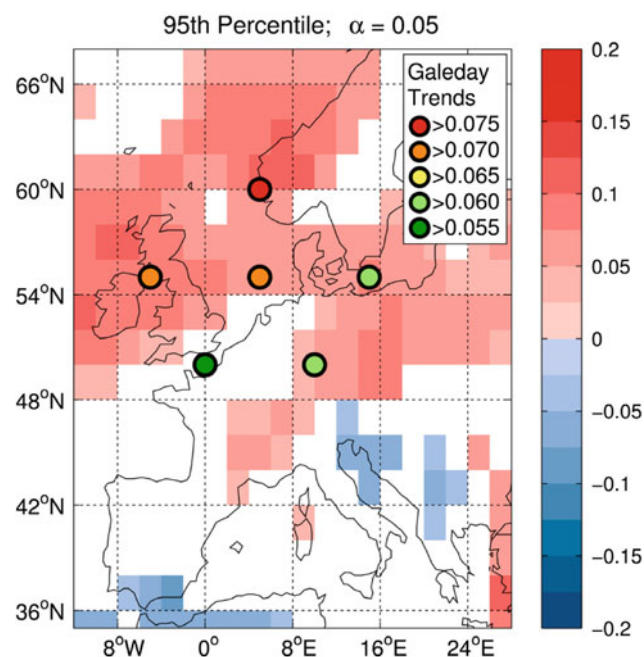 95th Percentile; α = 0.05
66°N
60°N
54°N
48°N
42°N
36°N
8°W
0°
8°E
16°E
24°E
Galeday
Trends
>0.075
>0.070
>0.065
>0.060
>0.055
0.2
0.15
0.1
0.05
0
−0.05
−0.1
−0.15
−0.2